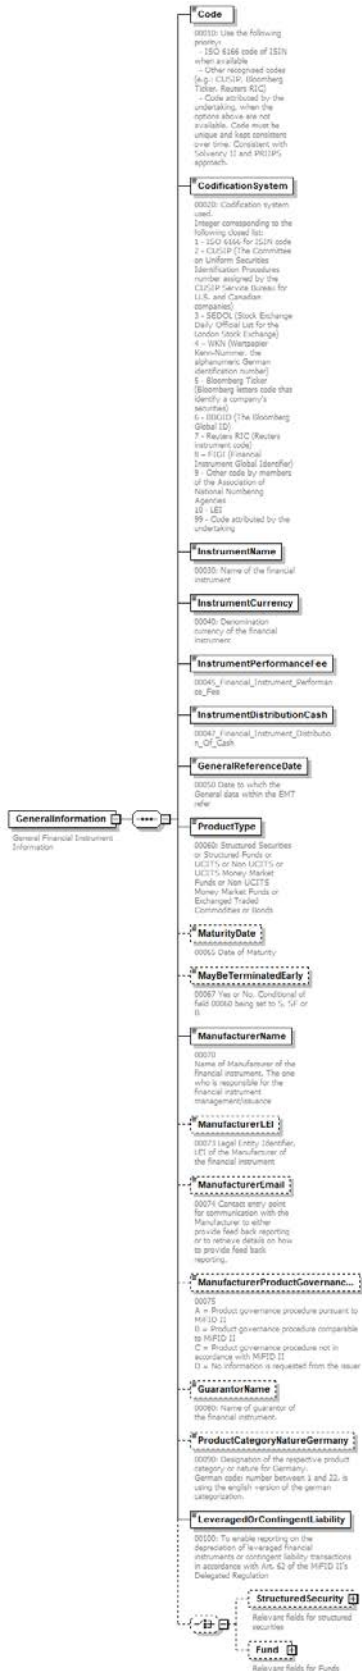 Code
00010: Use the following
priority:
- ISO 6166 code of ISIN
when available
- Other recognised codes
(e.g.: CUSIP, Bloomberg
Ticker, Reuters RIC)
- Code attributed by the
undertaking, when the
options above are not
available. Code must be
unique and kept consistent
over time. Consistent with
Solvency II and PRIIPS
approach.
CodificationSystem
00020: Codification system
used.
Integer corresponding to the
following closed list:
1 - ISO 6166 for ISIN code
2 - CUSIP (The Committee
on Uniform Securities
Identification Procedures
number assigned by the
CUSIP Service Bureau for
U.S. and Canadian
companies)
3 - SEDOL (Stock Exchange
Daily Official List for the
London Stock Exchange)
4 - WKN (Wertpapier
Kenn-Nummer, the
alphanumeric German
identification number)
5 - Bloomberg Ticker
(Bloomberg letters code that
identify a company's
securities)
6 - BBGID (The Bloomberg
Global ID)
7 - Reuters RIC (Reuters
instrument code)
8 - FIGI (Financial
Instrument Global Identifier)
9 - Other code by members
of the Association of
National Numbering
Agencies
10 - LEI
99 - Code attributed by the
undertaking
InstrumentName
00030: Name of the financial
instrument
InstrumentCurrency
00040: Denomination
currency of the financial
instrument
InstrumentPerformanceFee
00045_Financial_Instrument_Performan
ce_Fee
InstrumentDistributionCash
00047_Financial_Instrument_Distributio
n_Of_Cash
GeneralReferenceDate
00050 Date to which the
General data within the EMT
refer
GeneralInformation
General Financial Instrument
Information
ProductType
00060: Structured Securities
or Structured Funds or
UCITS or Non UCITS or
UCITS Money Market
Funds or Non UCITS
Money Market Funds or
Exchanged Traded
Commodities or Bonds
MaturityDate
00065 Date of Maturity
MayBeTerminatedEarly
00067 Yes or No. Conditional of
field 00060 being set to S, SF or
B
ManufacturerName
00070
Name of Manufacturer of the
financial instrument. The one
who is responsible for the
financial instrument
management/issuance
ManufacturerLEI
00073 Legal Entity Identifier,
LEI of the Manufacturer of
the financial instrument
ManufacturerEmail
00074 Contact entry point
for communication with the
Manufacturer to either
provide feed back reporting
or to retrieve details on how
to provide feed back
reporting.
ManufacturerProductGovernanc...
00075
A = Product governance procedure pursuant to
MiFID II
B = Product governance procedure comparable
to MiFID II
C = Product governance procedure not in
accordance with MiFID II
D = No information is requested from the issuer
GuarantorName
00080: Name of guarantor of
the financial instrument.
ProductCategoryNatureGermany
00090: Designation of the respective product
category or nature for Germany.
German code: number between 1 and 22, is
using the english version of the german
categorization.
LeveragedOrContingentLiability
00100: To enable reporting on the
depreciation of leveraged financial
instruments or contingent liability transactions
in accordance with Art. 62 of the MiFID II's
Delegated Regulation
StructuredSecurity
Relevant fields for structured
securities
Fund
Relevant fields for Funds